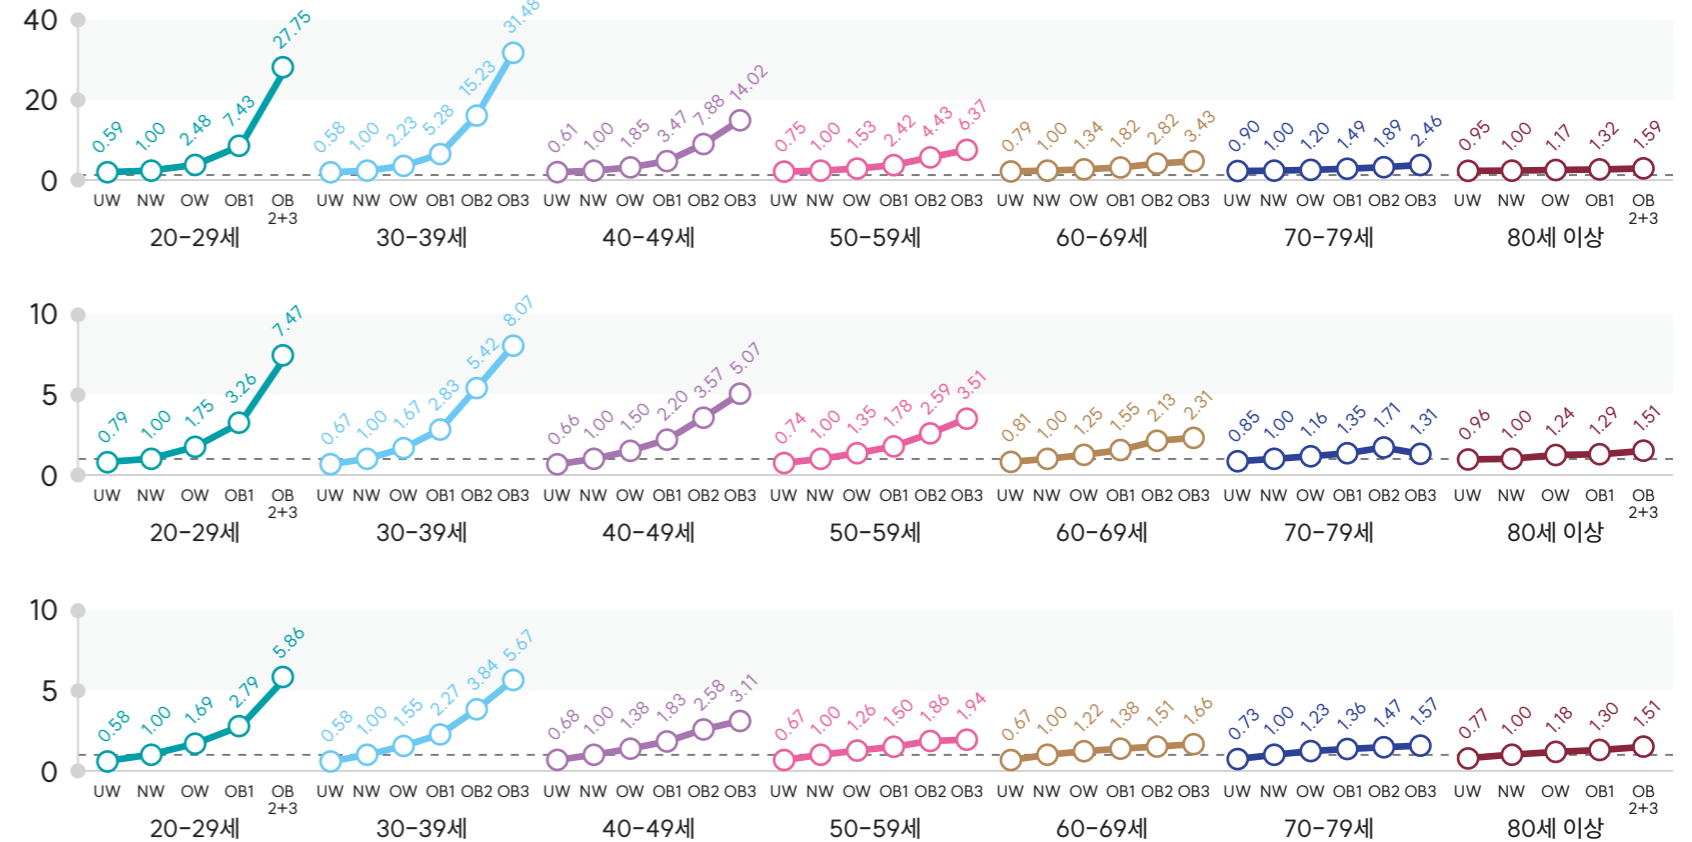 40
20
0
0.59 1.00 2.48 7.43 27.75
0.58 1.00 2.23 5.28 15.23 31.48
0.61 1.00 1.85 3.47 7.88 14.02
0.75 1.00 1.53 2.42 4.43 6.37
0.79 1.00 1.34 1.82 2.82 3.43
0.90 1.00 1.20 1.49 1.89 2.46
0.95 1.00 1.17 1.32 1.59
UW NW OW OB1 OB 2+3 UW NW OW OB1 OB2 OB3 UW NW OW OB1 OB2 OB3 UW NW OW OB1 OB2 OB3 UW NW OW OB1 OB2 OB3 UW NW OW OB1 OB2 OB3 UW NW OW OB1 OB 2+3
20-29세 30-39세 40-49세 50-59세 60-69세 70-79세 80세 이상
10
5
0
0.79 1.00 1.75 3.26 7.47
0.67 1.00 1.67 2.83 5.42 8.07
0.66 1.00 1.50 2.20 3.57 5.07
0.74 1.00 1.35 1.78 2.59 3.51
0.81 1.00 1.25 1.55 2.13 2.31
0.85 1.00 1.16 1.35 1.71 1.31
0.96 1.00 1.24 1.29 1.51
UW NW OW OB1 OB 2+3 UW NW OW OB1 OB2 OB3 UW NW OW OB1 OB2 OB3 UW NW OW OB1 OB2 OB3 UW NW OW OB1 OB2 OB3 UW NW OW OB1 OB2 OB3 UW NW OW OB1 OB 2+3
20-29세 30-39세 40-49세 50-59세 60-69세 70-79세 80세 이상
10
5
0
0.58 1.00 1.69 2.79 5.86
0.58 1.00 1.55 2.27 3.84 5.67
0.68 1.00 1.38 1.83 2.58 3.11
0.67 1.00 1.26 1.50 1.86 1.94
0.67 1.00 1.22 1.38 1.51 1.66
0.73 1.00 1.23 1.36 1.47 1.57
0.77 1.00 1.18 1.30 1.51
UW NW OW OB1 OB 2+3 UW NW OW OB1 OB2 OB3 UW NW OW OB1 OB2 OB3 UW NW OW OB1 OB2 OB3 UW NW OW OB1 OB2 OB3 UW NW OW OB1 OB2 OB3 UW NW OW OB1 OB 2+3
20-29세 30-39세 40-49세 50-59세 60-69세 70-79세 80세 이상